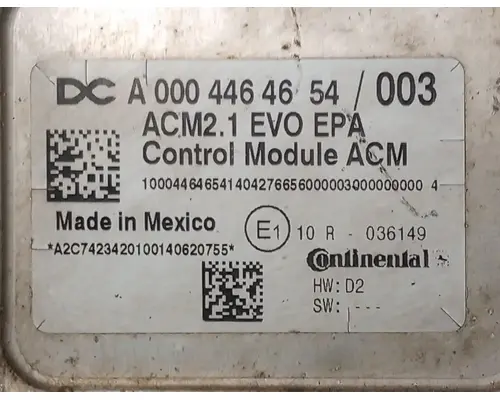 DC A 000 446 46 54 / 003
ACM2.1 EVO EPA
Control Module ACM
10004464654140427665600000300000000 4
Made in Mexico
E1 10 R - 036149
*A2C7423420100140620755*
Continental
HW: D2
SW: ---